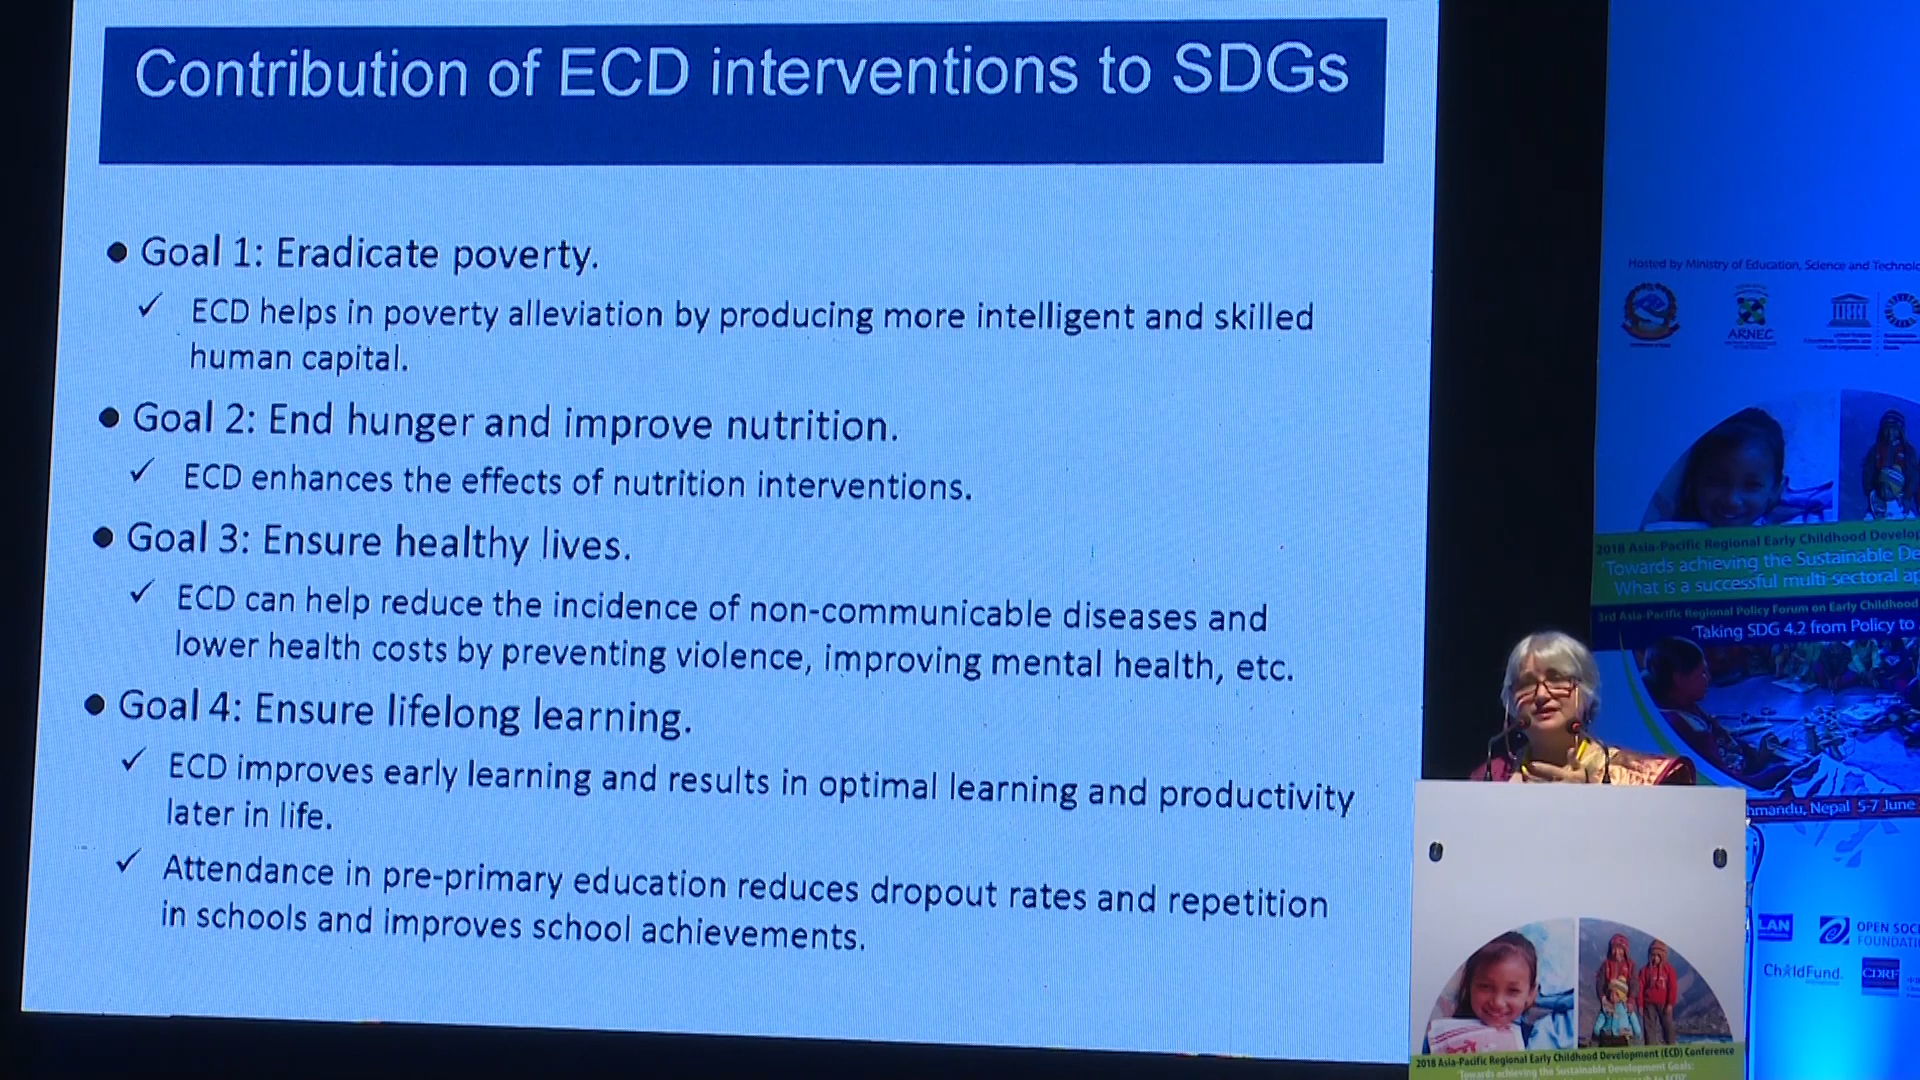 Contribution of ECD interventions to SDGs
● Goal 1: Eradicate poverty.
✓ ECD helps in poverty alleviation by producing more intelligent and skilled
human capital.
● Goal 2: End hunger and improve nutrition.
✓ ECD enhances the effects of nutrition interventions.
● Goal 3: Ensure healthy lives.
✓ ECD can help reduce the incidence of non-communicable diseases and
lower health costs by preventing violence, improving mental health, etc.
● Goal 4: Ensure lifelong learning.
✓ ECD improves early learning and results in optimal learning and productivity
later in life.
✓ Attendance in pre-primary education reduces dropout rates and repetition
in schools and improves school achievements.
Hosted by Ministry of Education, Science and Technolo
ARNEC
2018 Asia-Pacific Regional Early Childhood Develop
'Towards achieving the Sustainable De
What is a successful multi-sectoral ap
3rd Asia-Pacific Regional Policy Forum on Early Childhood
'Taking SDG 4.2 from Policy to
hmandu, Nepal 5-7 June
LAN
OPEN SOC
FOUNDATI
ChildFund.
CDRF
2018 Asia-Pacific Regional Early Childhood Development (ECD) Conference
'Towards achieving the Sustainable Development Goals: